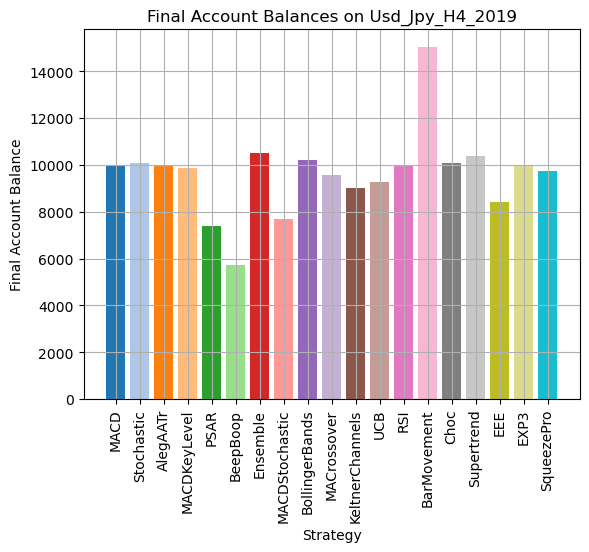 Final Account Balances on Usd_Jpy_H4_2019
Final Account Balance
14000
12000
10000
8000
6000
4000
2000
0
MACD
Stochastic
AlegAATr
MACDKeyLevel
PSAR
BeepBoop
Ensemble
MACDStochastic
BollingerBands
MACrossover
KeltnerChannels
UCB
RSI
BarMovement
Choc
Supertrend
EEE
EXP3
SqueezePro
Strategy